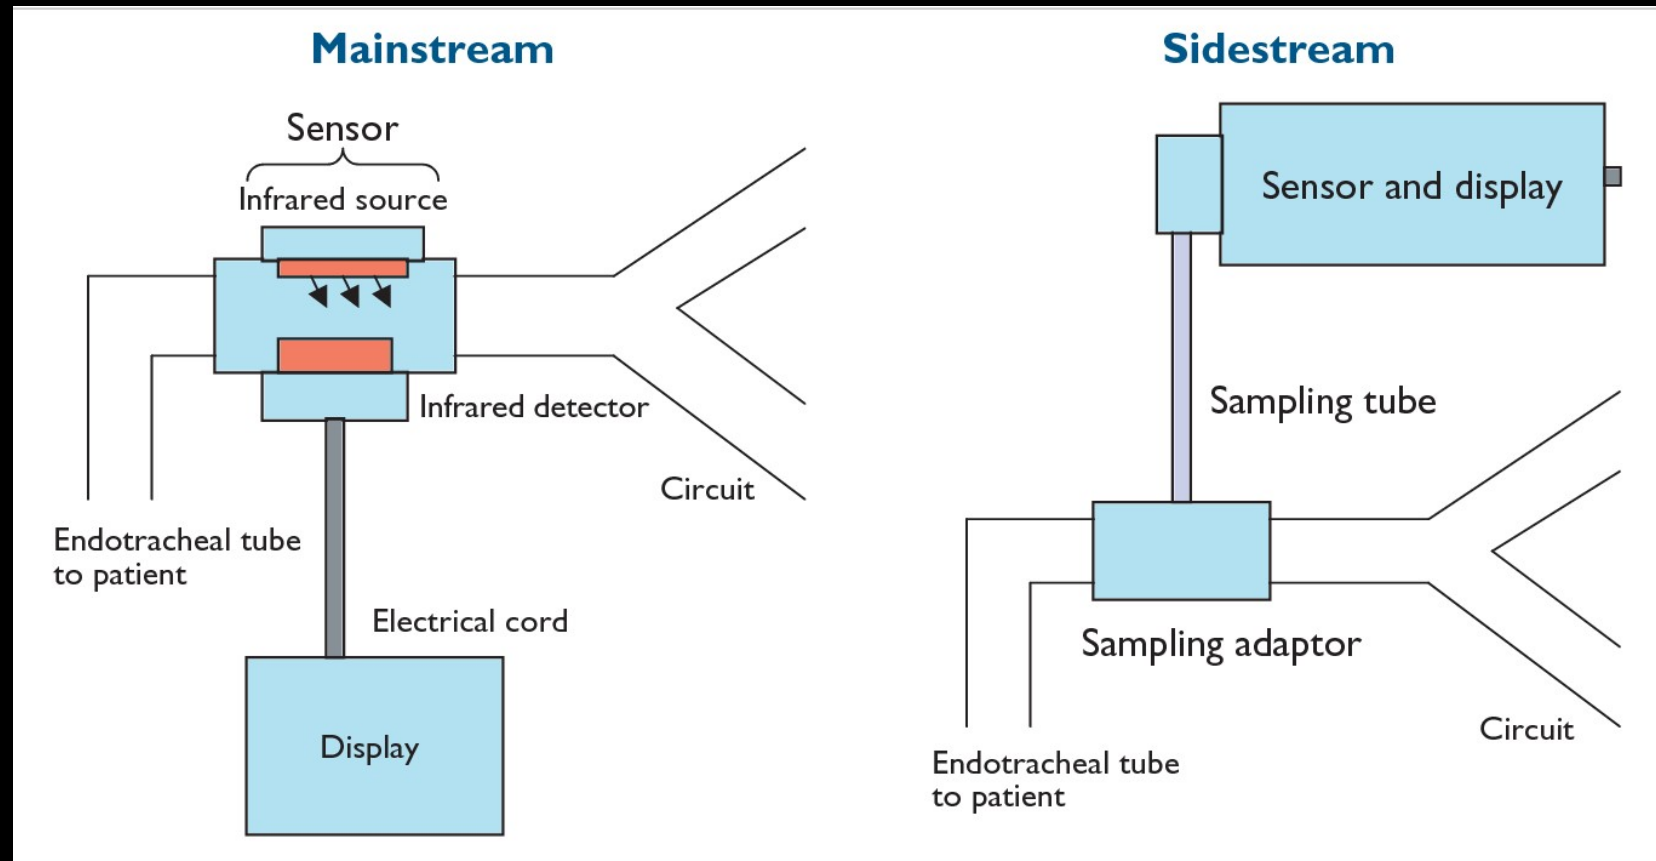 Mainstream
Sensor
Infrared source
Infrared detector
Circuit
Endotracheal tube
to patient
Electrical cord
Display
Sidestream
Sensor and display
Sampling tube
Sampling adaptor
Circuit
Endotracheal tube
to patient